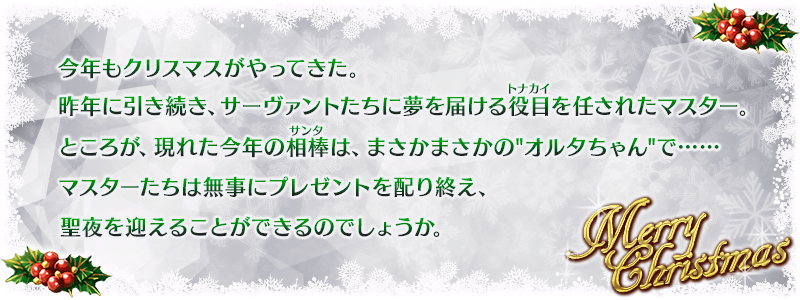 今年もクリスマスがやってきた。
昨年に引き続き、サーヴァントたちに夢を届ける役目を任されたマスター。
トナカイ
ところが、現れた今年の相棒は、まさかまさかの"オルタちゃん"で……
サンタ
マスターたちは無事にプレゼントを配り終え、
聖夜を迎えることができるのでしょうか。
Merry
Christmas